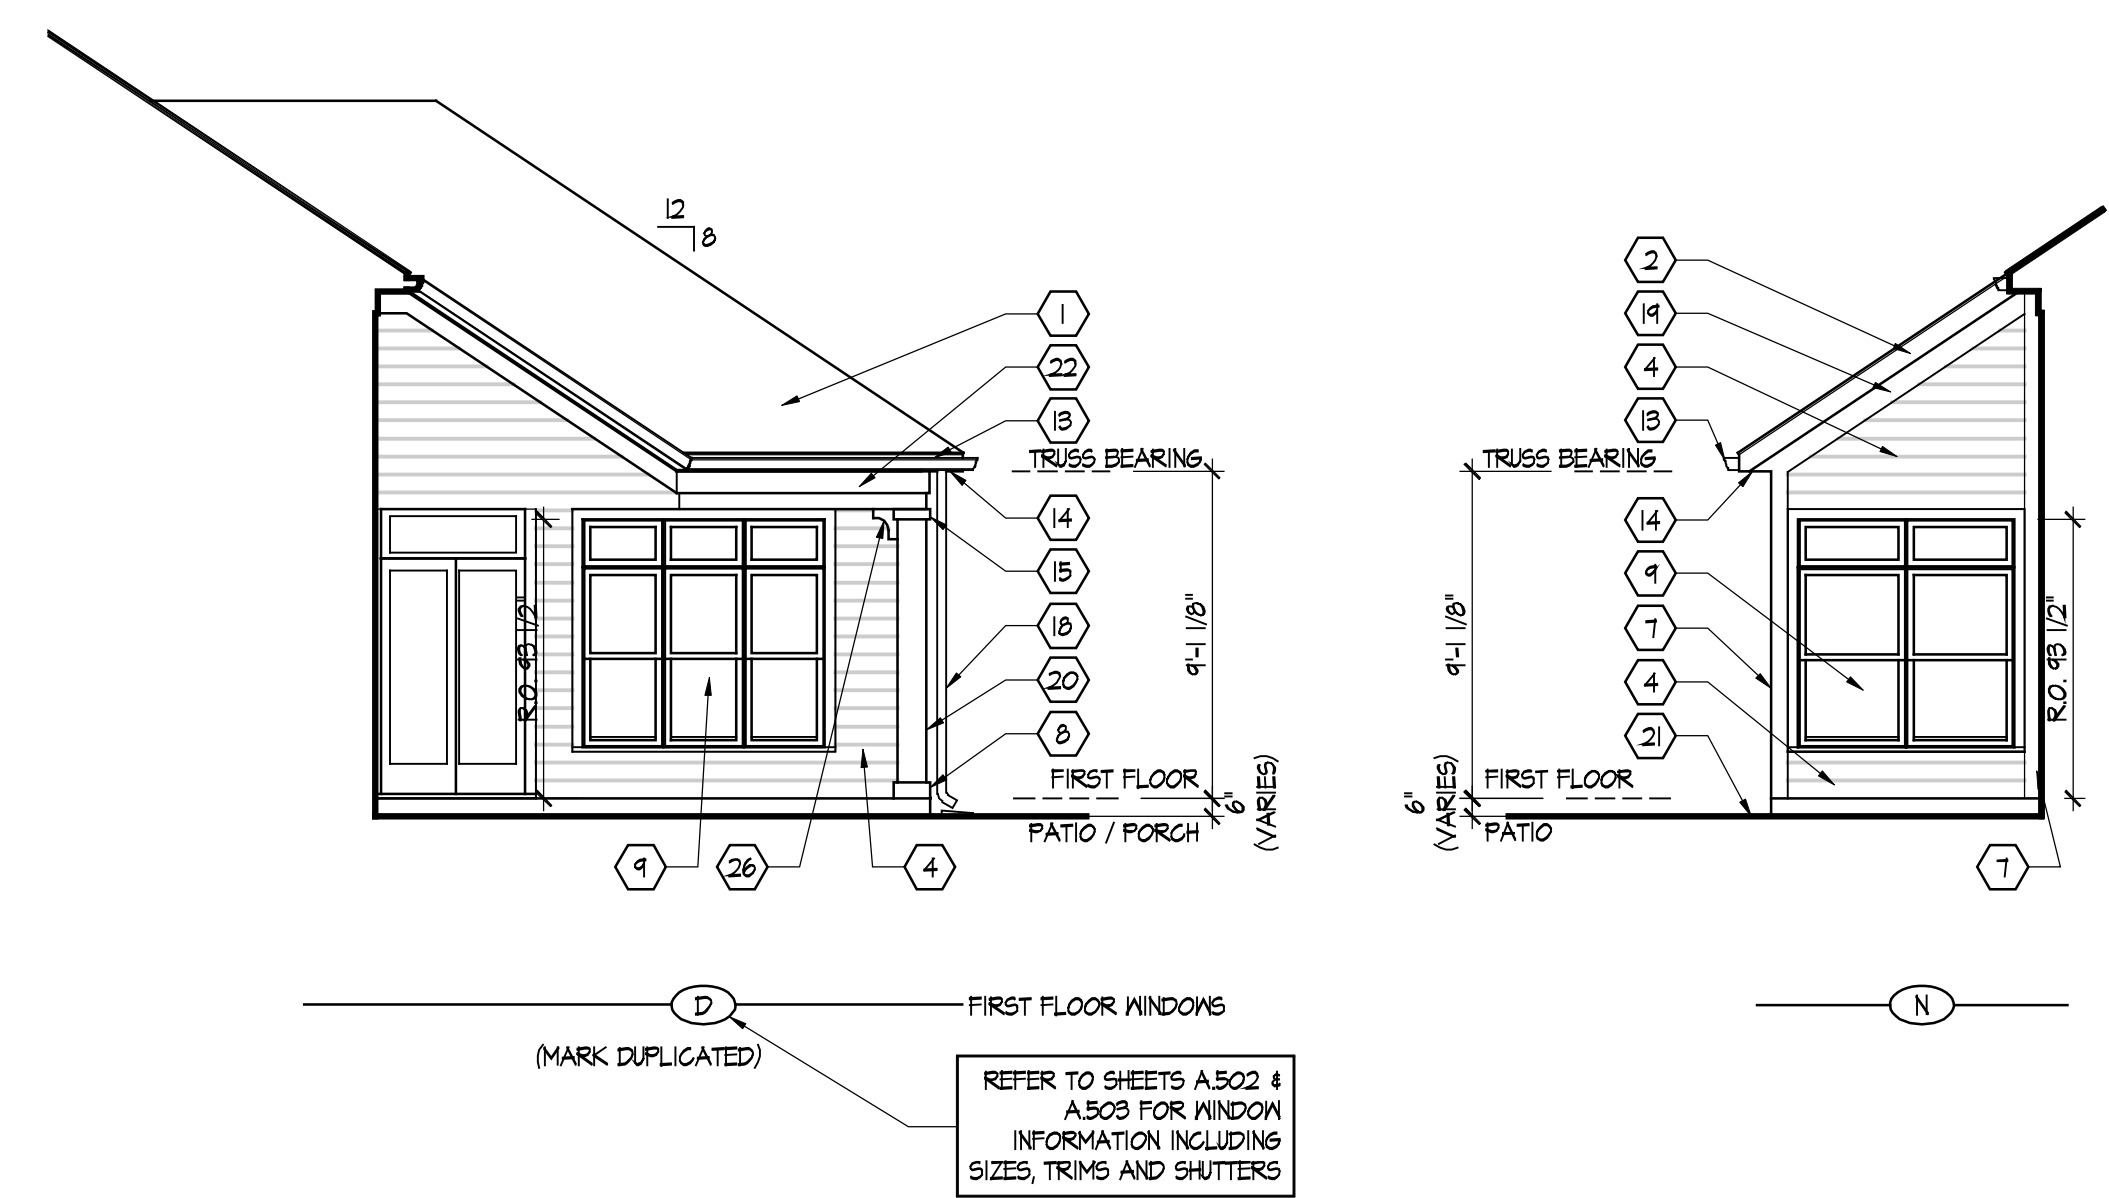 12
8
1
22
13
TRUSS BEARING
14
15
18
20
8
R.O. 93 1/2"
9'-1 1/8"
FIRST FLOOR
6"
(VARIES)
PATIO / PORCH
9
26
4
D
FIRST FLOOR WINDOWS
(MARK DUPLICATED)
REFER TO SHEETS A.502 &
A.503 FOR WINDOW
INFORMATION INCLUDING
SIZES, TRIMS AND SHUTTERS
2
19
4
13
TRUSS BEARING
14
9
7
4
21
9'-1 1/8"
R.O. 93 1/2"
FIRST FLOOR
6"
(VARIES)
PATIO
7
N